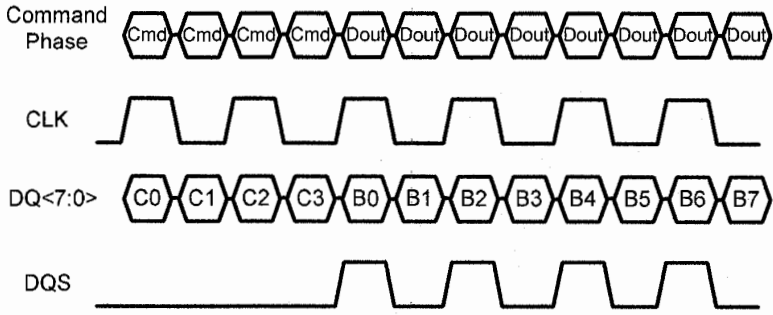 Command
Phase
Cmd Cmd Cmd Cmd Dout Dout Dout Dout Dout Dout Dout Dout
CLK
DQ<7:0>
C0 C1 C2 C3 B0 B1 B2 B3 B4 B5 B6 B7
DQS